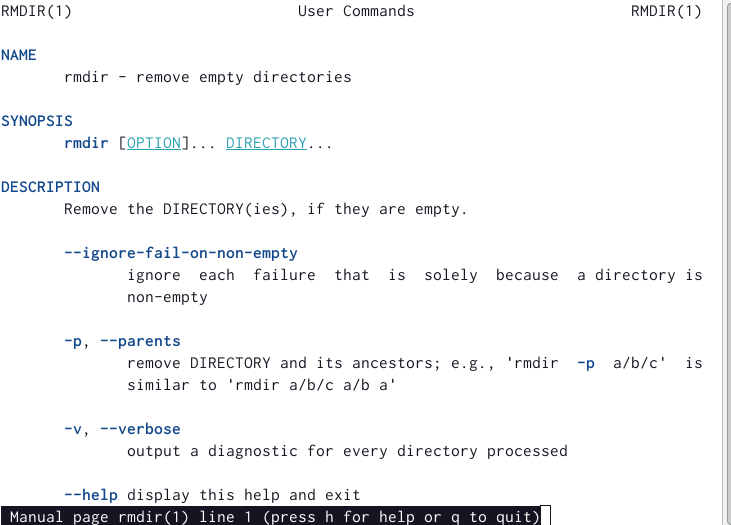 RMDIR(1) User Commands RMDIR(1)
NAME
rmdir - remove empty directories
SYNOPSIS
rmdir [OPTION]... DIRECTORY...
DESCRIPTION
Remove the DIRECTORY(ies), if they are empty.
--ignore-fail-on-non-empty
ignore each failure that is solely because a directory is
non-empty
-p, --parents
remove DIRECTORY and its ancestors; e.g., 'rmdir -p a/b/c' is
similar to 'rmdir a/b/c a/b a'
-v, --verbose
output a diagnostic for every directory processed
--help display this help and exit
Manual page rmdir(1) line 1 (press h for help or q to quit)